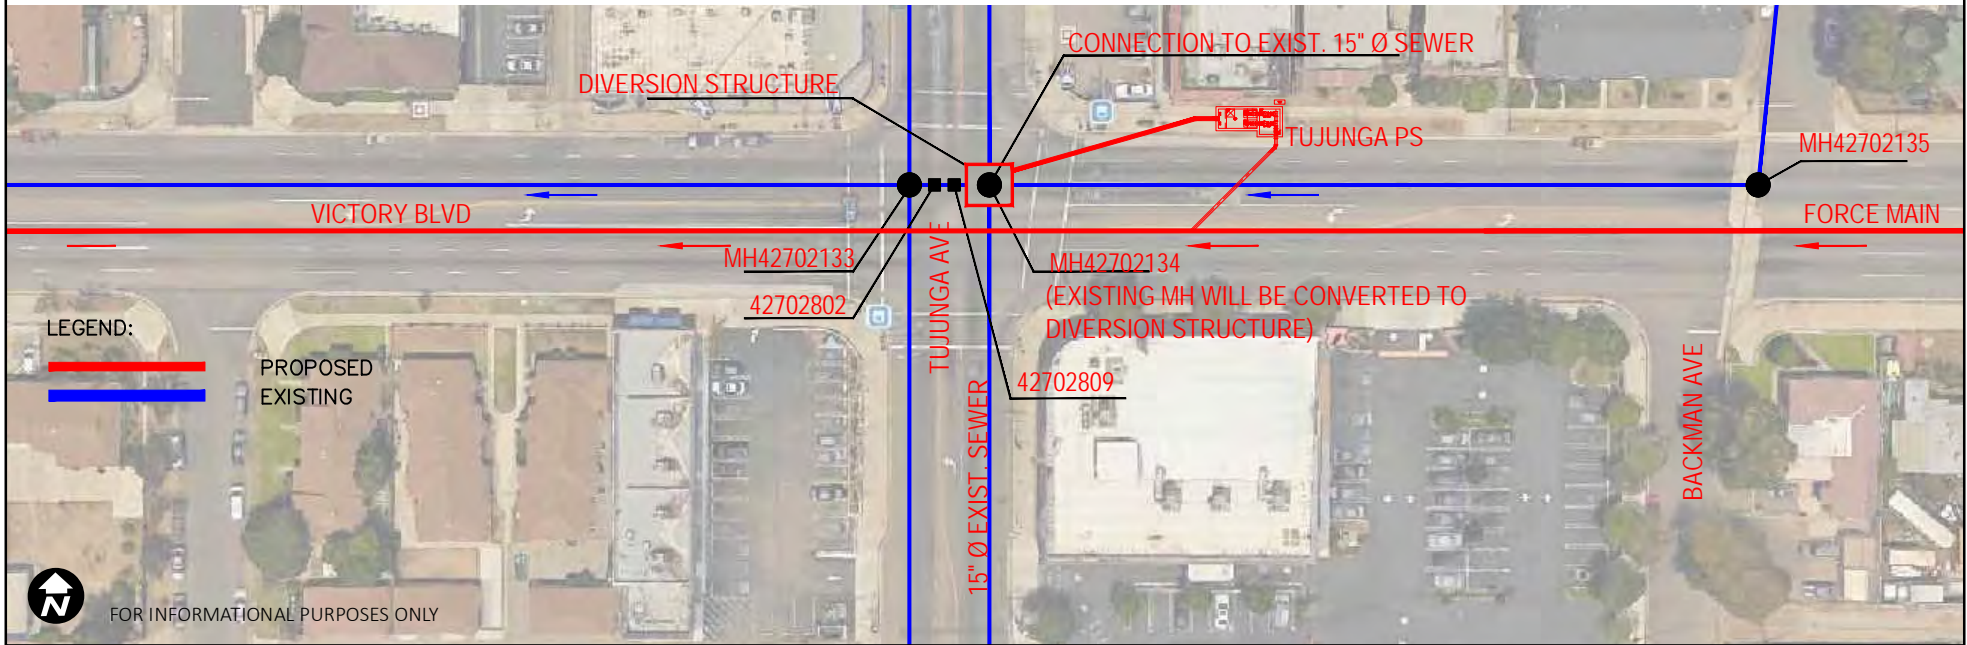 CONNECTION TO EXIST. 15" Ø SEWER
DIVERSION STRUCTURE
TUJUNGA PS
MH42702135
VICTORY BLVD
FORCE MAIN
MH42702133
42702802
TUJUNGA AVE
MH42702134
(EXISTING MH WILL BE CONVERTED TO
DIVERSION STRUCTURE)
42702809
15" Ø EXIST. SEWER
BACKMAN AVE
LEGEND:
PROPOSED
EXISTING
N
FOR INFORMATIONAL PURPOSES ONLY